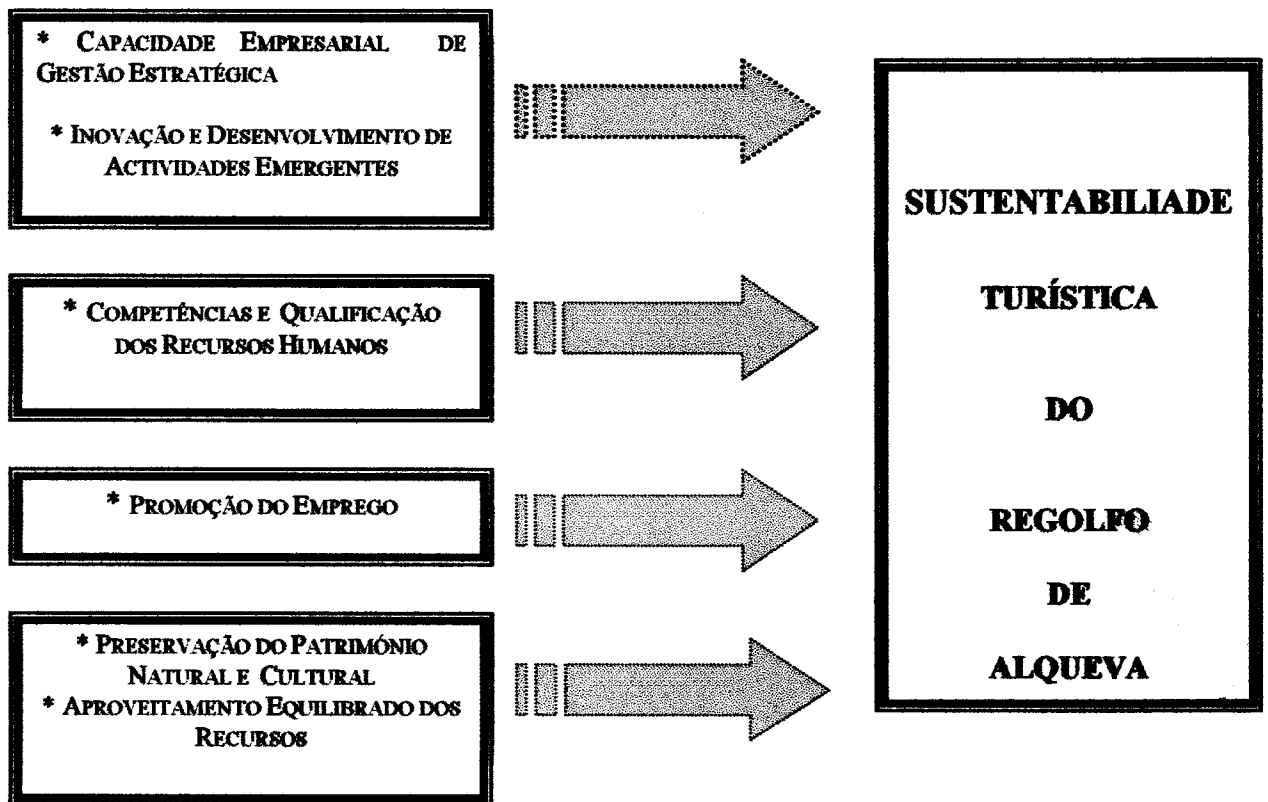 * CAPACIDADE EMPRESARIAL DE
GESTÃO ESTRATÉGICA
* INOVAÇÃO E DESENVOLVIMENTO DE
ACTIVIDADES EMERGENTES
* COMPETÊNCIAS E QUALIFICAÇÃO
DOS RECURSOS HUMANOS
* PROMOÇÃO DO EMPREGO
* PRESERVAÇÃO DO PATRIMÓNIO
NATURAL E CULTURAL
* APROVEITAMENTO EQUILIBRADO DOS
RECURSOS
SUSTENTABILIADE
TURÍSTICA
DO
REGOLFO
DE
ALQUEVA